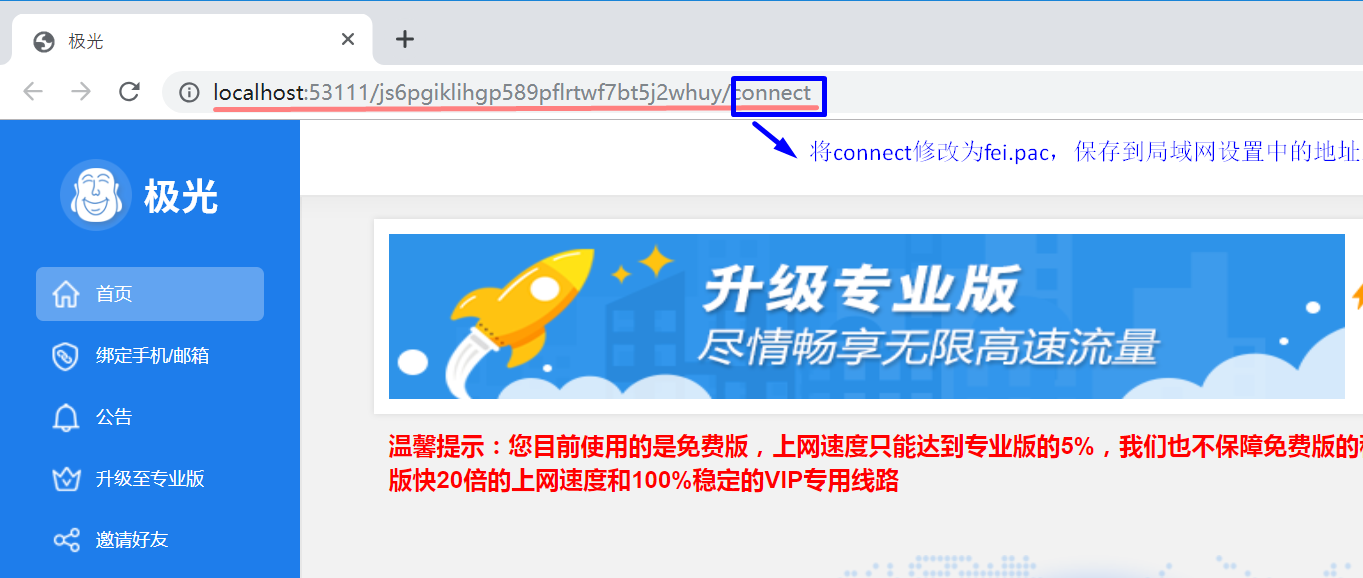 极光
localhost:53111/js6pgiklihgp589pflrtwf7bt5j2whuy/connect
将connect修改为fei.pac，保存到局域网设置中的地址
极光
首页
绑定手机/邮箱
公告
升级至专业版
邀请好友
升级专业版
尽情畅享无限高速流量
温馨提示：您目前使用的是免费版，上网速度只能达到专业版的5%，我们也不保障免费版的
版快20倍的上网速度和100%稳定的VIP专用线路